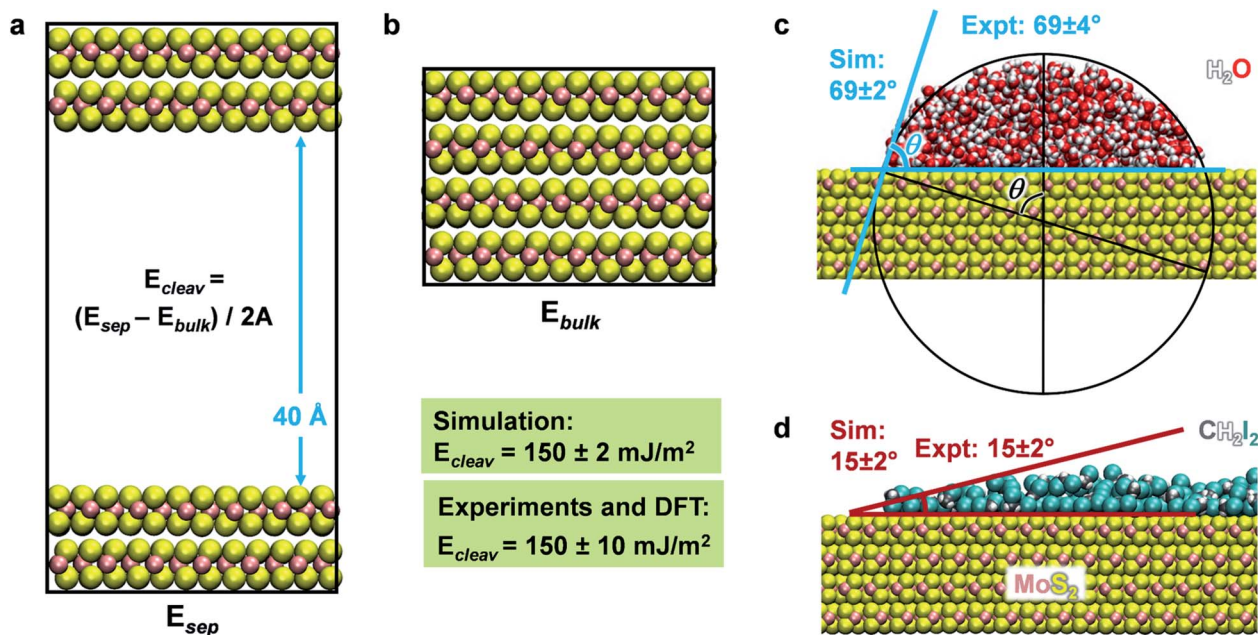 a
E_cleav =
(E_sep – E_bulk) / 2A
40 Å
E_sep
b
E_bulk
Simulation:
E_cleav = 150 ± 2 mJ/m²
Experiments and DFT:
E_cleav = 150 ± 10 mJ/m²
c
Expt: 69±4°
Sim:
69±2°
H₂O
θ
θ
d
Sim:
15±2°
Expt: 15±2°
CH₂I₂
MoS₂